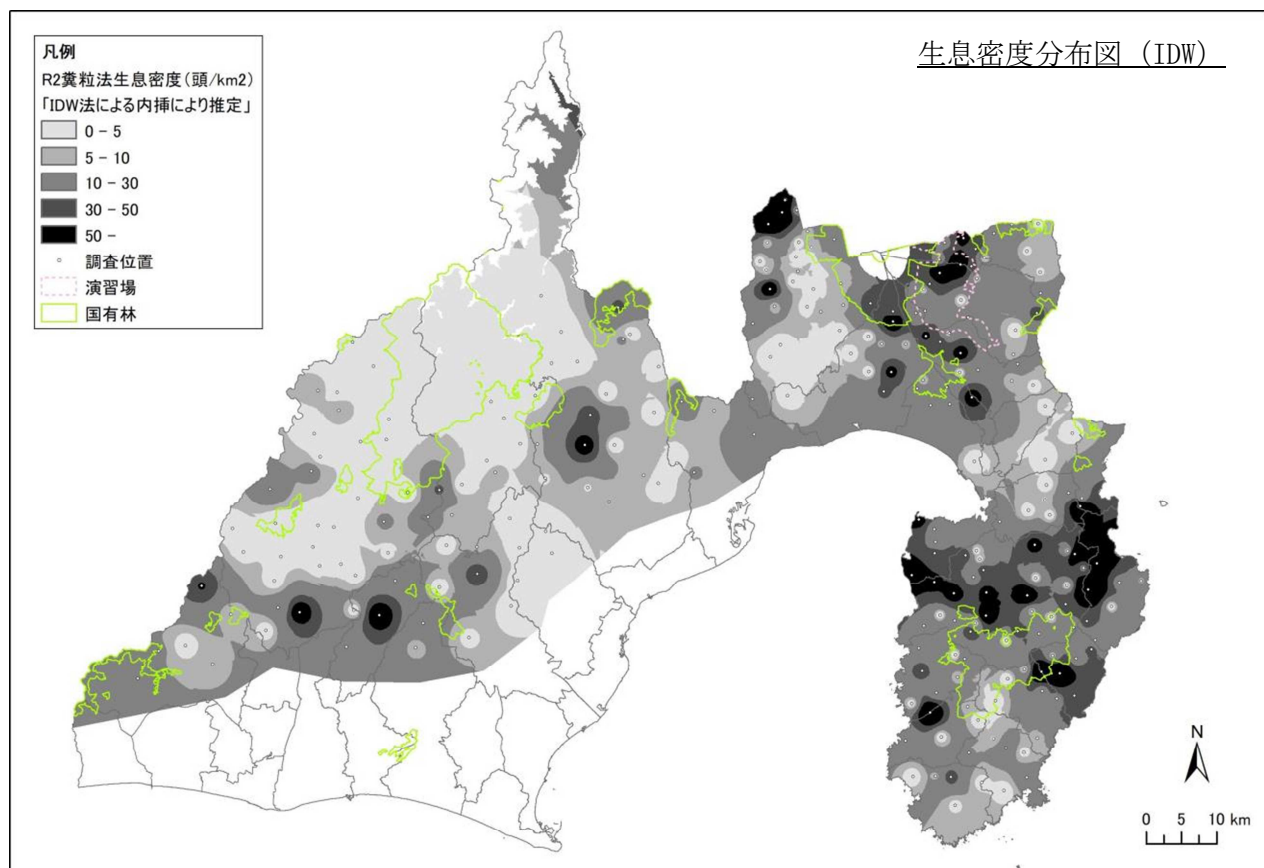 生息密度分布図 (IDW)
凡例
R2糞粒法生息密度(頭/km2)
「IDW法による内挿により推定」
0 - 5
5 - 10
10 - 30
30 - 50
50 -
調査位置
演習場
国有林
N
0 5 10 km